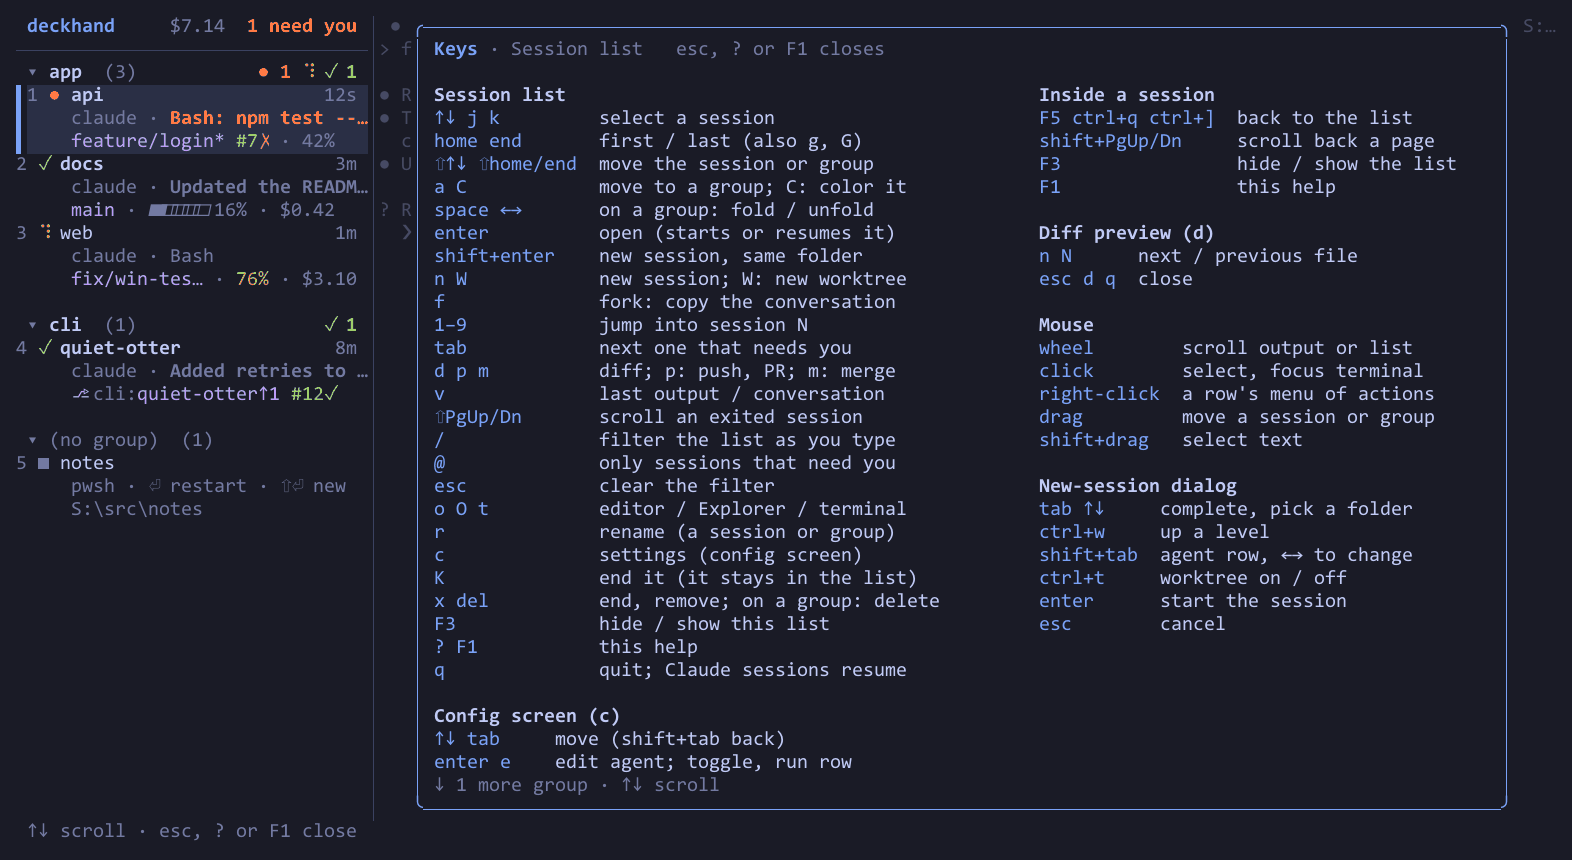 deckhand $7.14 1 need you
▾ app (3) ● 1 ⠹ ✓ 1
1 ● api 12s
claude · Bash: npm test --…
feature/login* #7✗ · 42%
2 ✓ docs 3m
claude · Updated the READM…
main · 16% · $0.42
3 ⠹ web 1m
claude · Bash
fix/win-tes… · 76% · $3.10
▾ cli (1) ✓ 1
4 ✓ quiet-otter 8m
claude · Added retries to …
⎇ cli:quiet-otter↑1 #12✓
▾ (no group) (1)
5 ■ notes
pwsh · ⏎ restart · ⇧⏎ new
S:\src\notes
↑↓ scroll · esc, ? or F1 close
●
> f
● R
● T
c
● U
? R
❯
S:…
Keys · Session list esc, ? or F1 closes
Session list
↑↓ j k select a session
home end first / last (also g, G)
⇧↑↓ ⇧home/end move the session or group
a C move to a group; C: color it
space ↔ on a group: fold / unfold
enter open (starts or resumes it)
shift+enter new session, same folder
n W new session; W: new worktree
f fork: copy the conversation
1–9 jump into session N
tab next one that needs you
d p m diff; p: push, PR; m: merge
v last output / conversation
⇧PgUp/Dn scroll an exited session
/ filter the list as you type
@ only sessions that need you
esc clear the filter
o O t editor / Explorer / terminal
r rename (a session or group)
c settings (config screen)
K end it (it stays in the list)
x del end, remove; on a group: delete
F3 hide / show this list
? F1 this help
q quit; Claude sessions resume
Config screen (c)
↑↓ tab move (shift+tab back)
enter e edit agent; toggle, run row
↓ 1 more group · ↑↓ scroll
Inside a session
F5 ctrl+q ctrl+] back to the list
shift+PgUp/Dn scroll back a page
F3 hide / show the list
F1 this help
Diff preview (d)
n N next / previous file
esc d q close
Mouse
wheel scroll output or list
click select, focus terminal
right-click a row's menu of actions
drag move a session or group
shift+drag select text
New-session dialog
tab ↑↓ complete, pick a folder
ctrl+w up a level
shift+tab agent row, ↔ to change
ctrl+t worktree on / off
enter start the session
esc cancel